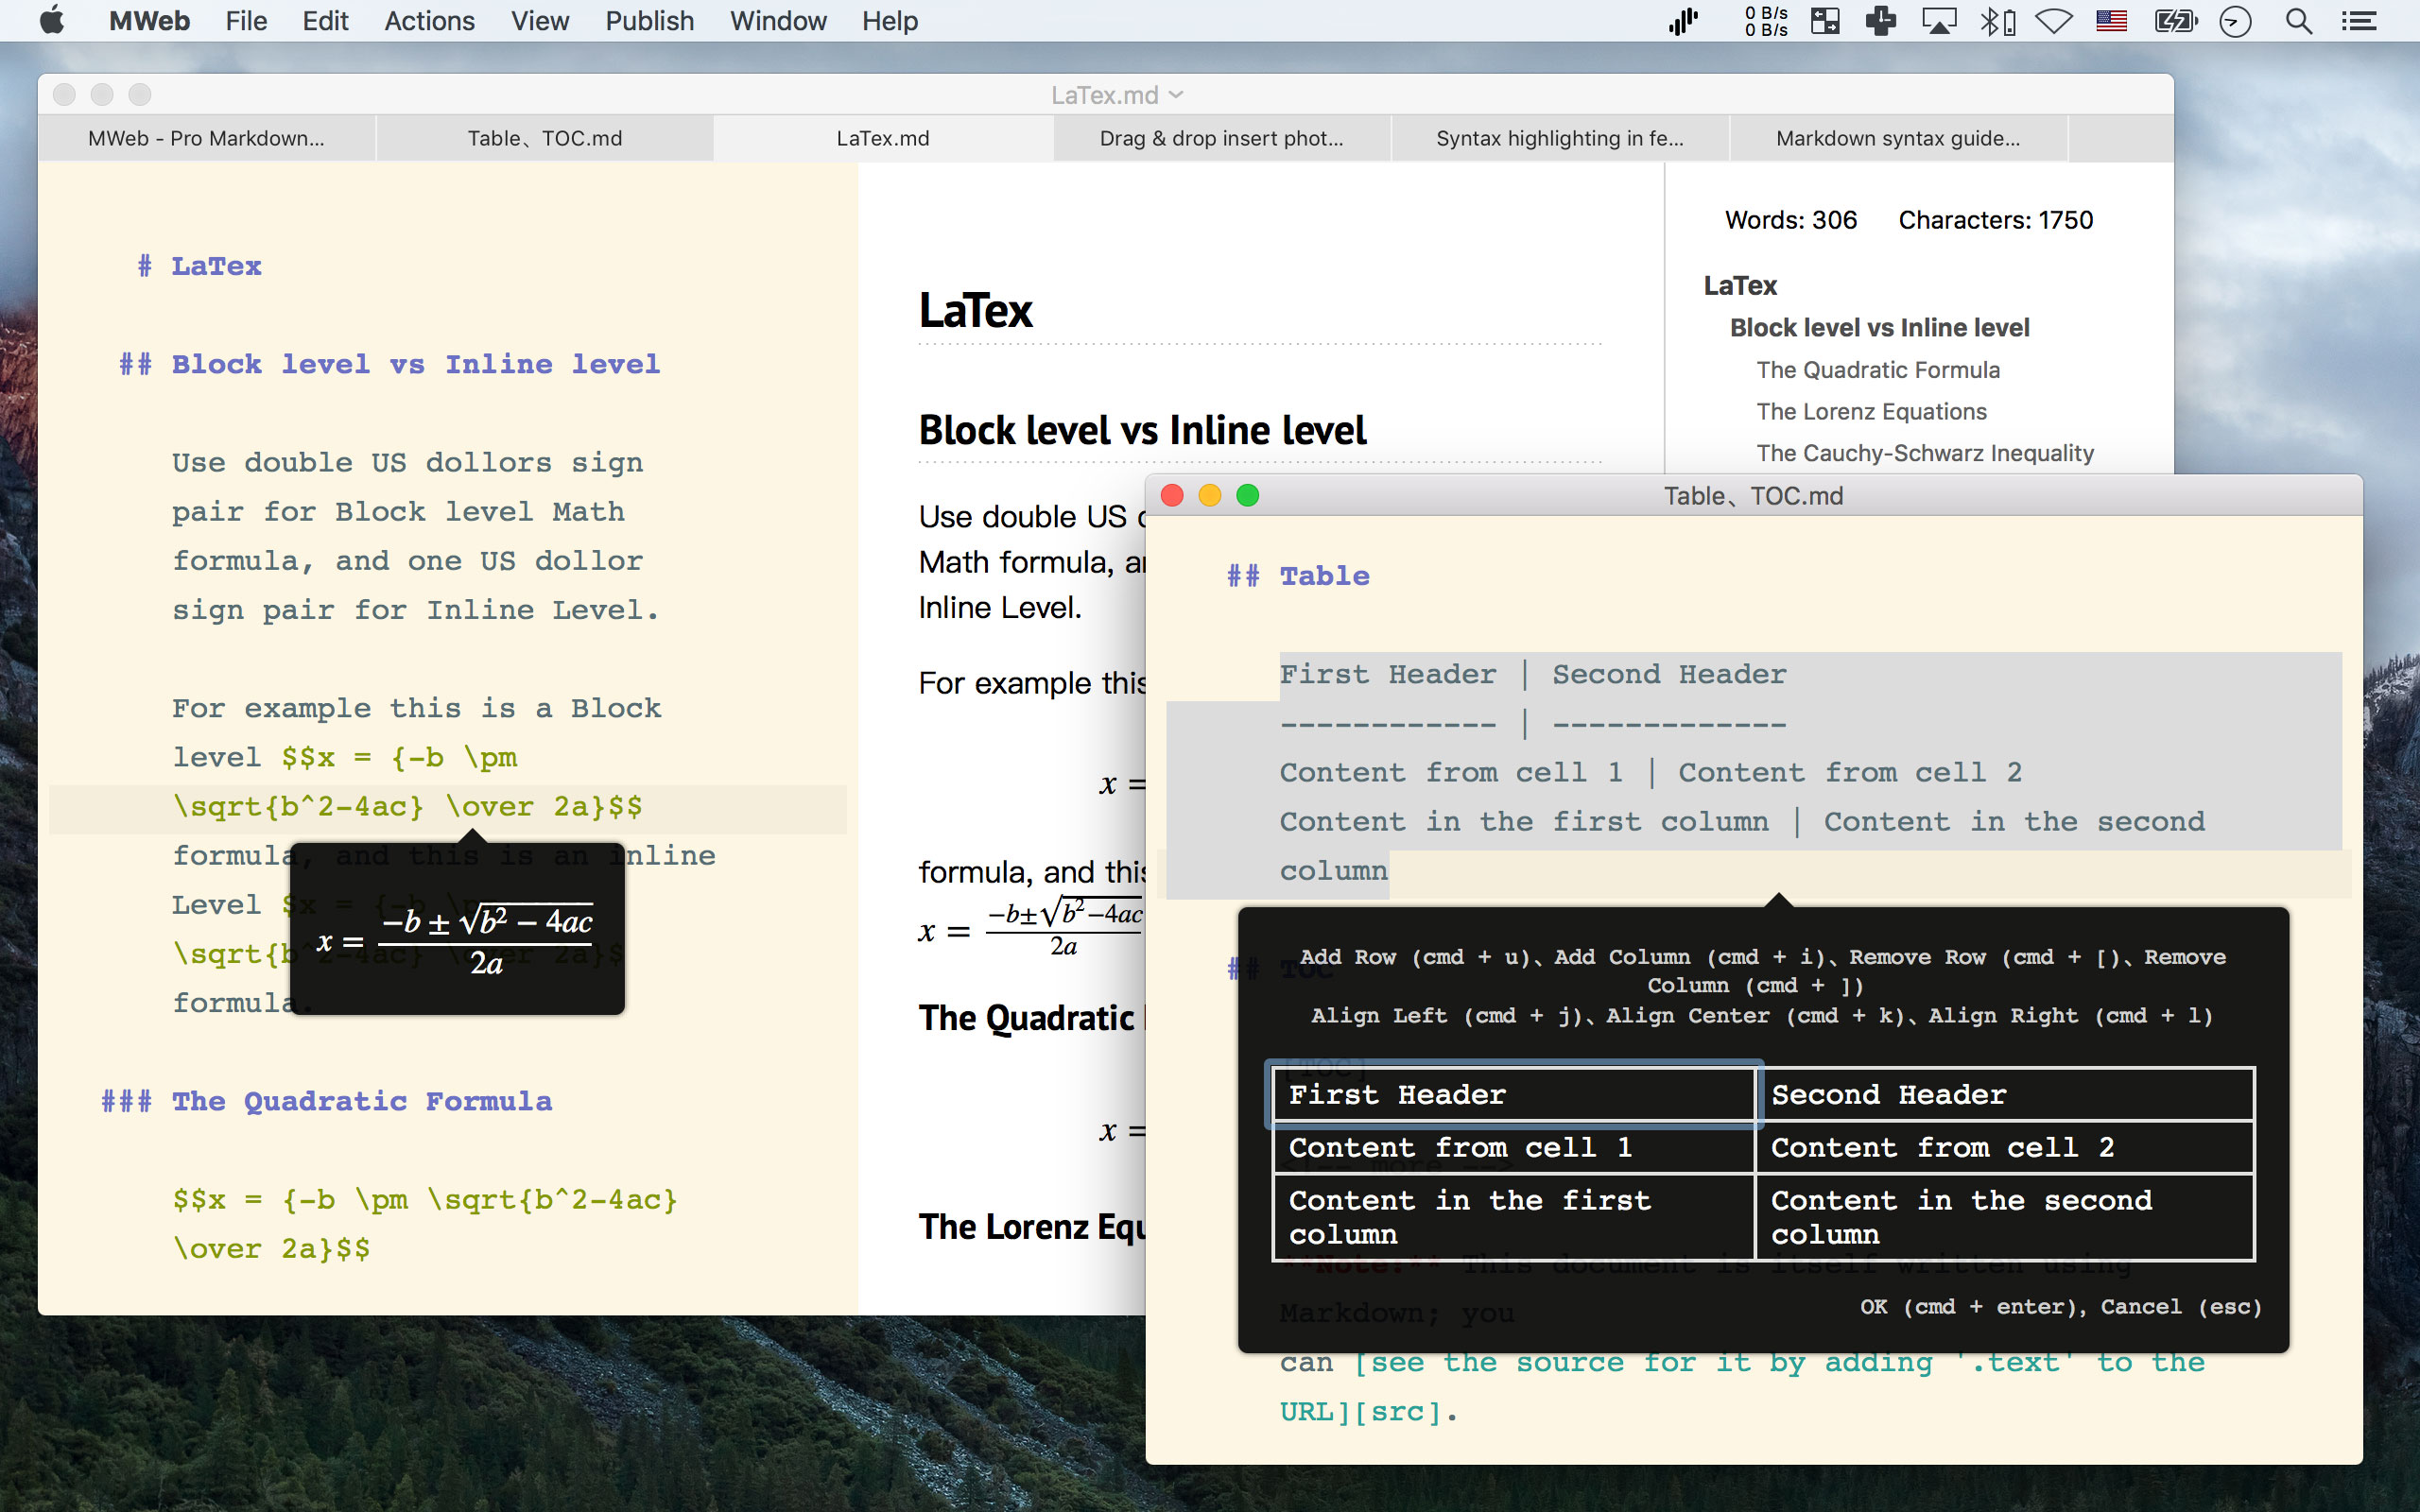 MWeb File Edit Actions View Publish Window Help
0 B/s
0 B/s
LaTex.md
MWeb - Pro Markdown...
Table、TOC.md
LaTex.md
Drag & drop insert phot...
Syntax highlighting in fe...
Markdown syntax guide...
# LaTex
## Block level vs Inline level
Use double US dollors sign
pair for Block level Math
formula, and one US dollor
sign pair for Inline Level.
For example this is a Block
level $$x = {-b \pm
\sqrt{b^2-4ac} \over 2a}$$
formula, and this is an inline
Level $x = {-b \pm
\sqrt{b^2-4ac} \over 2a}$
formula.
x = −b ± √b² − 4ac / 2a
### The Quadratic Formula
$$x = {-b \pm \sqrt{b^2-4ac}
\over 2a}$$
LaTex
Block level vs Inline level
Use double US
Math formula,
Inline Level.
For example this
x =
formula, and this
x = −b±√b²−4ac / 2a
The Quadratic
x =
The Lorenz
Words: 306 Characters: 1750
LaTex
Block level vs Inline level
The Quadratic Formula
The Lorenz Equations
The Cauchy-Schwarz Inequality
Table、TOC.md
## Table
First Header | Second Header
------------ | -------------
Content from cell 1 | Content from cell 2
Content in the first column | Content in the second
column
## TOC
Add Row (cmd + u)、Add Column (cmd + i)、Remove Row (cmd + [)、Remove
Column (cmd + ])
Align Left (cmd + j)、Align Center (cmd + k)、Align Right (cmd + l)
[TOC]
First Header Second Header
Content from cell 1 Content from cell 2
<!-- more -->
Content in the first Content in the second
column column
**Note:** This document is itself written using
OK (cmd + enter), Cancel (esc)
Markdown; you
can [see the source for it by adding '.text' to the
URL][src].